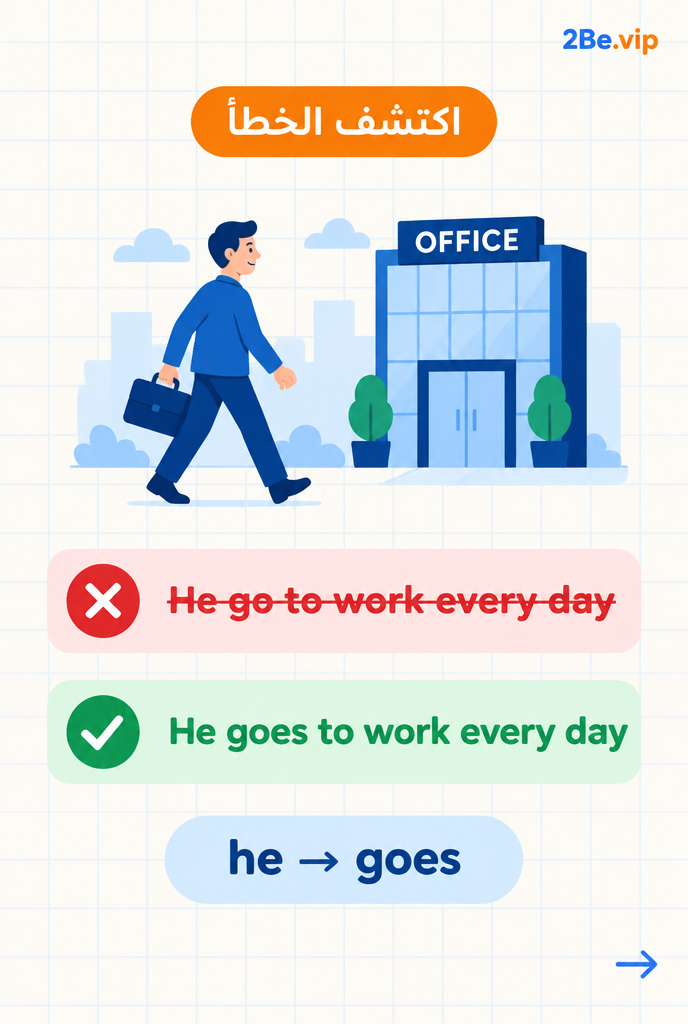 2Be.vip
اكتشف الخطأ
OFFICE
He go to work every day
He goes to work every day
he → goes